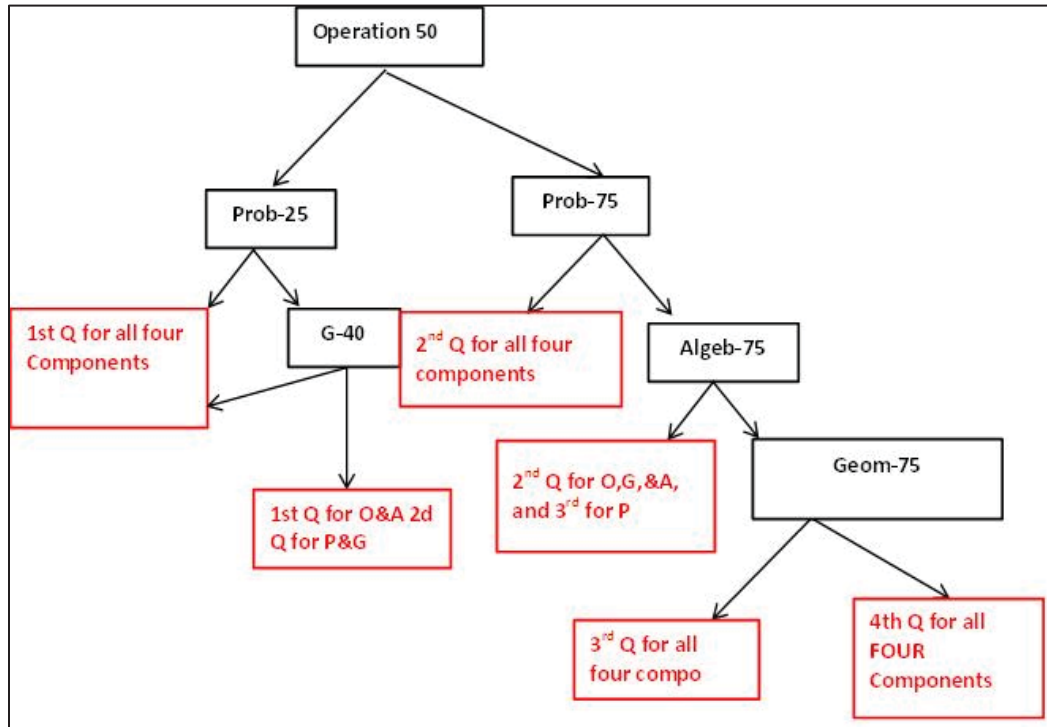 Operation 50
Prob-25
Prob-75
1st Q for all four
Components
G-40
2nd Q for all four
components
Algeb-75
1st Q for O&A 2d
Q for P&G
2nd Q for O,G,&A,
and 3rd for P
Geom-75
3rd Q for all
four compo
4th Q for all
FOUR
Components